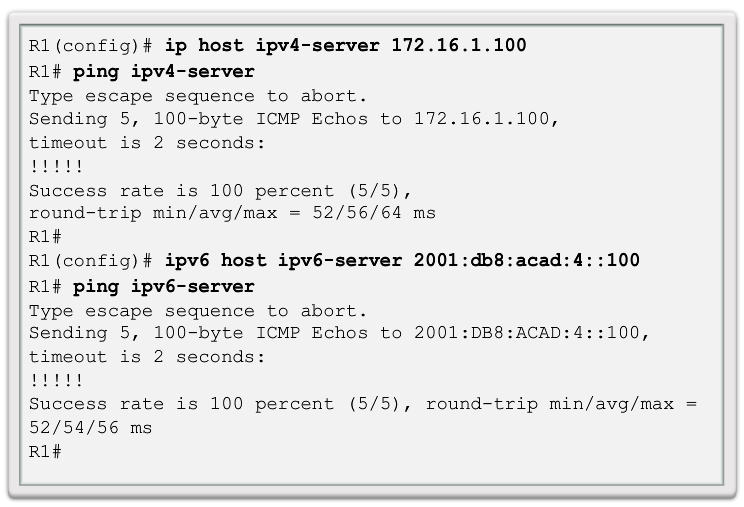 R1(config)# ip host ipv4-server 172.16.1.100
R1# ping ipv4-server
Type escape sequence to abort.
Sending 5, 100-byte ICMP Echos to 172.16.1.100,
timeout is 2 seconds:
!!!!!
Success rate is 100 percent (5/5),
round-trip min/avg/max = 52/56/64 ms
R1#
R1(config)# ipv6 host ipv6-server 2001:db8:acad:4::100
R1# ping ipv6-server
Type escape sequence to abort.
Sending 5, 100-byte ICMP Echos to 2001:DB8:ACAD:4::100,
timeout is 2 seconds:
!!!!!
Success rate is 100 percent (5/5), round-trip min/avg/max =
52/54/56 ms
R1#